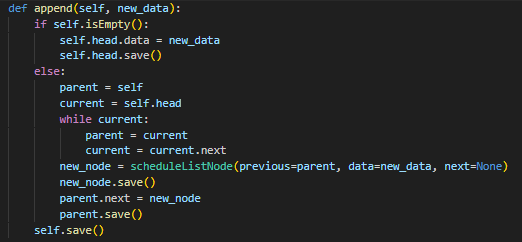 def append(self, new_data):
    if self.isEmpty():
        self.head.data = new_data
        self.head.save()
    else:
        parent = self
        current = self.head
        while current:
            parent = current
            current = current.next
        new_node = scheduleListNode(previous=parent, data=new_data, next=None)
        new_node.save()
        parent.next = new_node
        parent.save()
    self.save()